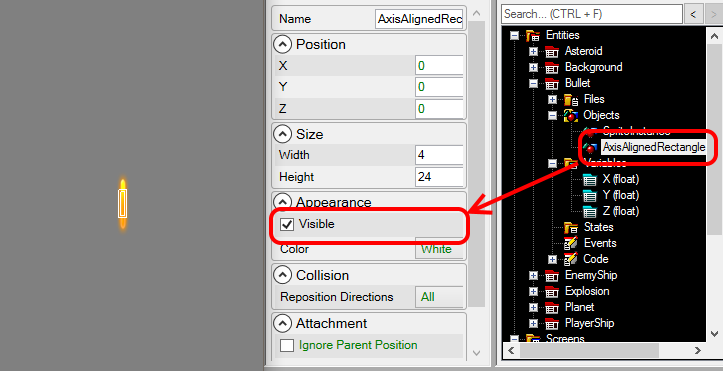 Name
AxisAlignedRec
Position
X
0
Y
0
Z
0
Size
Width
4
Height
24
Appearance
Visible
Color
White
Collision
Reposition Directions
All
Attachment
Ignore Parent Position
Search... (CTRL + F)
Entities
Asteroid
Background
Bullet
Files
Objects
SpriteInstance
AxisAlignedRectangle
Variables
X (float)
Y (float)
Z (float)
States
Events
Code
EnemyShip
Explosion
Planet
PlayerShip
Screens